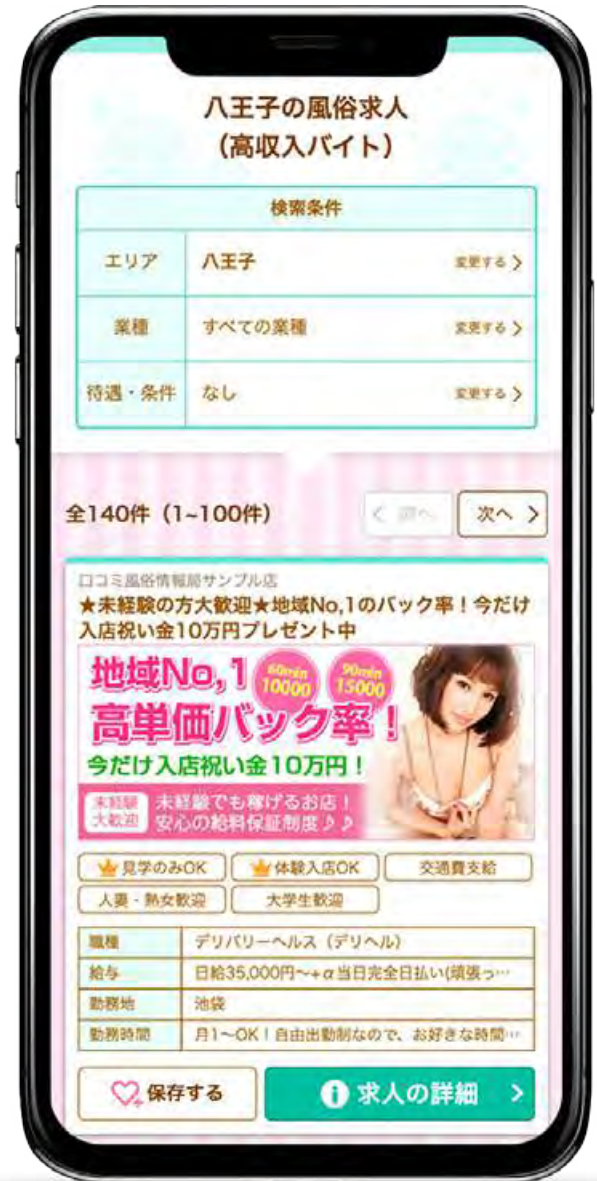 八王子の風俗求人
（高収入バイト）
検索条件
エリア 八王子 変更する
業種 すべての業種 変更する
待遇・条件 なし 変更する
全140件（1~100件）
次へ
口コミ風俗情報局サンプル店
★未経験の方大歓迎★地域No,1のバック率！今だけ
入店祝い金10万円プレゼント中
地域No,1 60min 10000 90min 15000
高単価バック率！
今だけ入店祝い金10万円！
未経験 大歓迎
未経験でも稼げるお店！
安心の給料保証制度♪♪
見学のみOK 体験入店OK 交通費支給
人妻・熟女歓迎 大学生歓迎
職種 デリバリーヘルス（デリヘル）
給与 日給35,000円～+α当日完全日払い(頑張っ…
勤務地 池袋
勤務時間 月1～OK！自由出勤制なので、お好きな時間…
保存する 求人の詳細